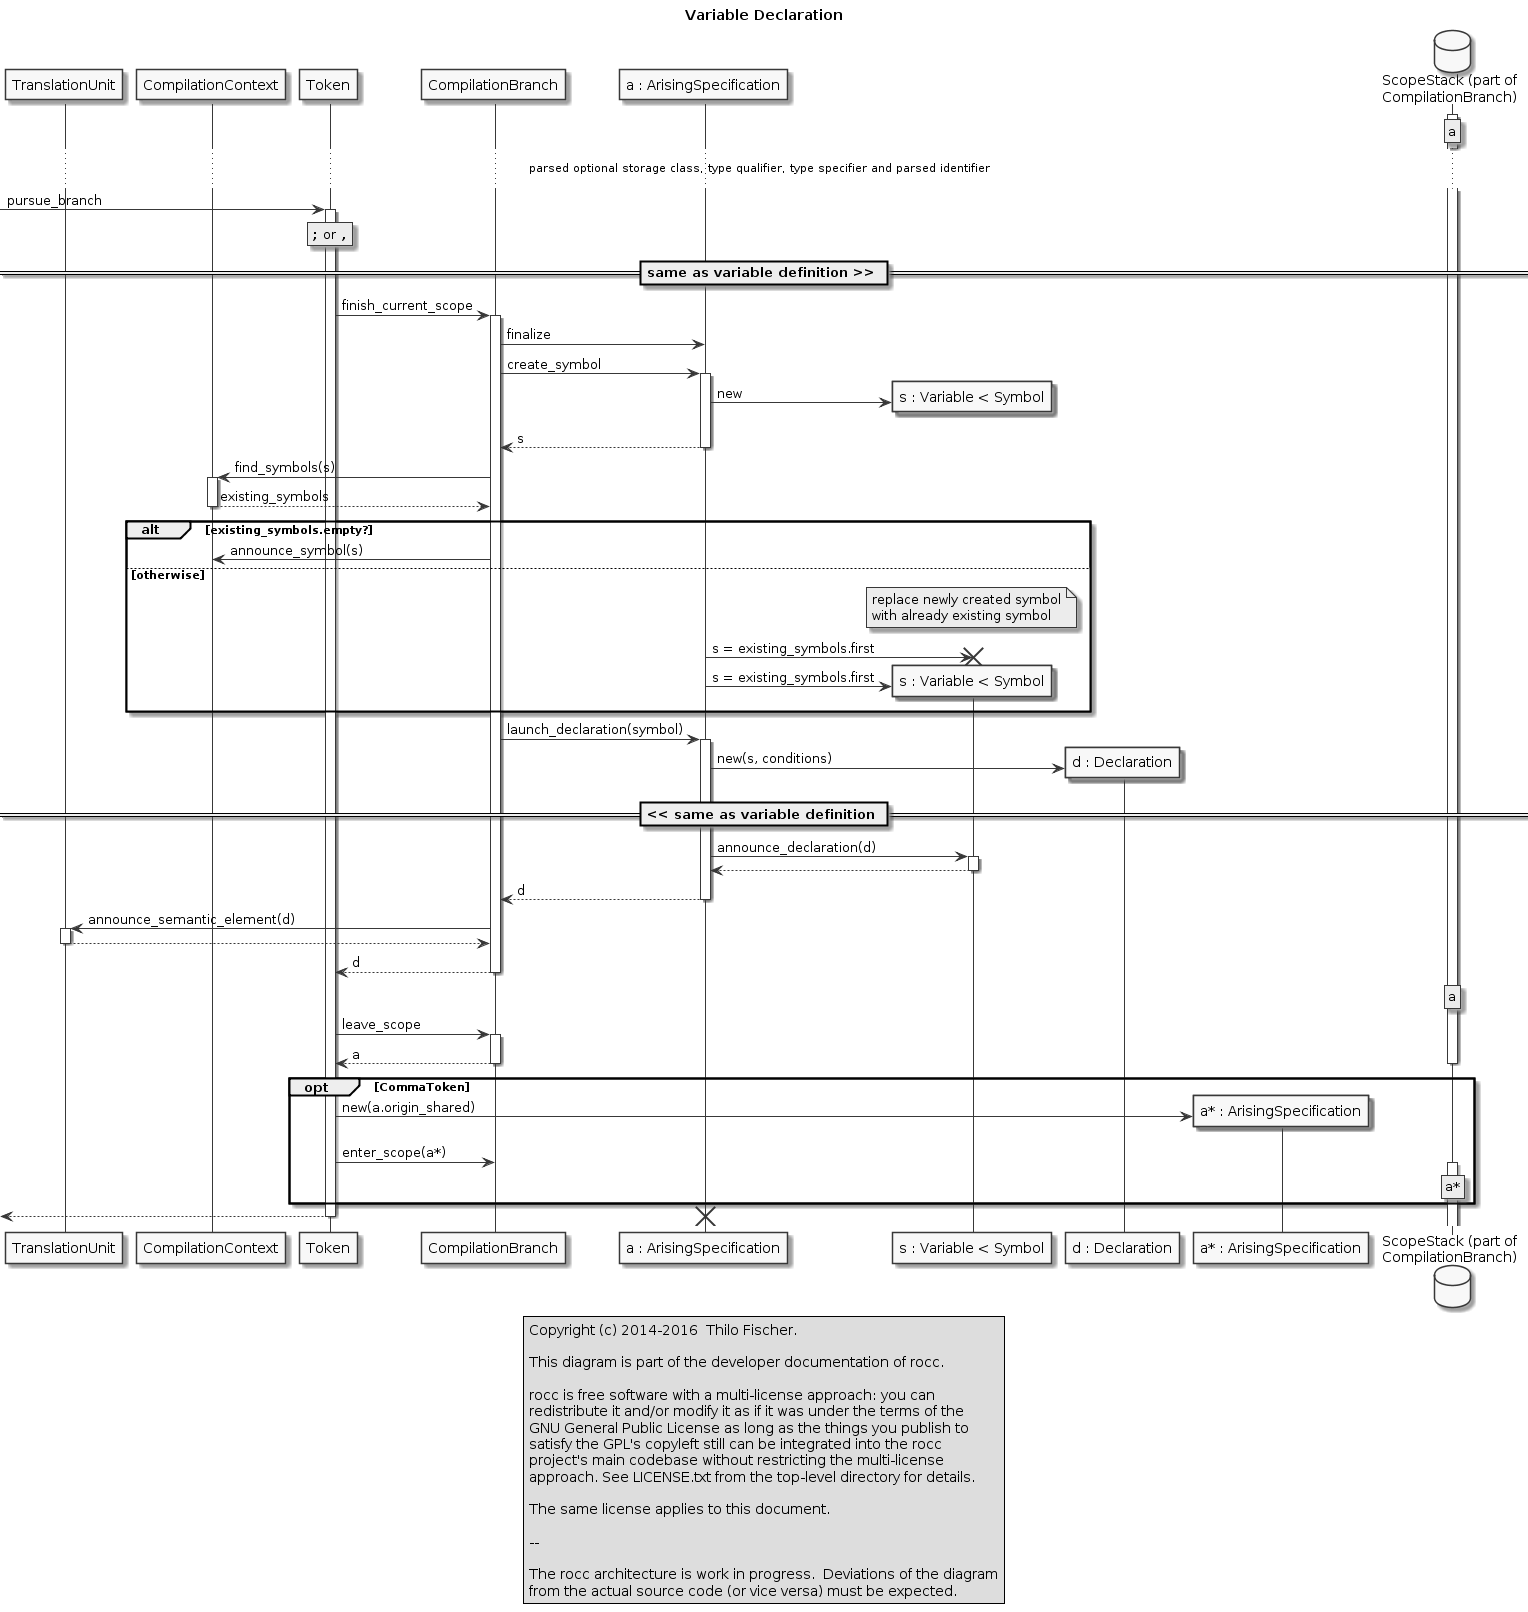 Variable Declaration
TranslationUnit
CompilationContext
Token
CompilationBranch
a : ArisingSpecification
ScopeStack (part of
CompilationBranch)
a
parsed optional storage class, type qualifier, type specifier and parsed identifier
pursue_branch
; or ,
same as variable definition >>
finish_current_scope
finalize
create_symbol
new
s : Variable < Symbol
s
find_symbols(s)
existing_symbols
alt
[existing_symbols.empty?]
announce_symbol(s)
[otherwise]
replace newly created symbol
with already existing symbol
s = existing_symbols.first
s = existing_symbols.first
s : Variable < Symbol
launch_declaration(symbol)
new(s, conditions)
d : Declaration
<< same as variable definition
announce_declaration(d)
d
announce_semantic_element(d)
d
a
leave_scope
a
opt
[CommaToken]
new(a.origin_shared)
a* : ArisingSpecification
enter_scope(a*)
a*
TranslationUnit
CompilationContext
Token
CompilationBranch
a : ArisingSpecification
s : Variable < Symbol
d : Declaration
a* : ArisingSpecification
ScopeStack (part of
CompilationBranch)
Copyright (c) 2014-2016  Thilo Fischer.
This diagram is part of the developer documentation of rocc.
rocc is free software with a multi-license approach: you can
redistribute it and/or modify it as if it was under the terms of the
GNU General Public License as long as the things you publish to
satisfy the GPL's copyleft still can be integrated into the rocc
project's main codebase without restricting the multi-license
approach. See LICENSE.txt from the top-level directory for details.
The same license applies to this document.
--
The rocc architecture is work in progress.  Deviations of the diagram
from the actual source code (or vice versa) must be expected.